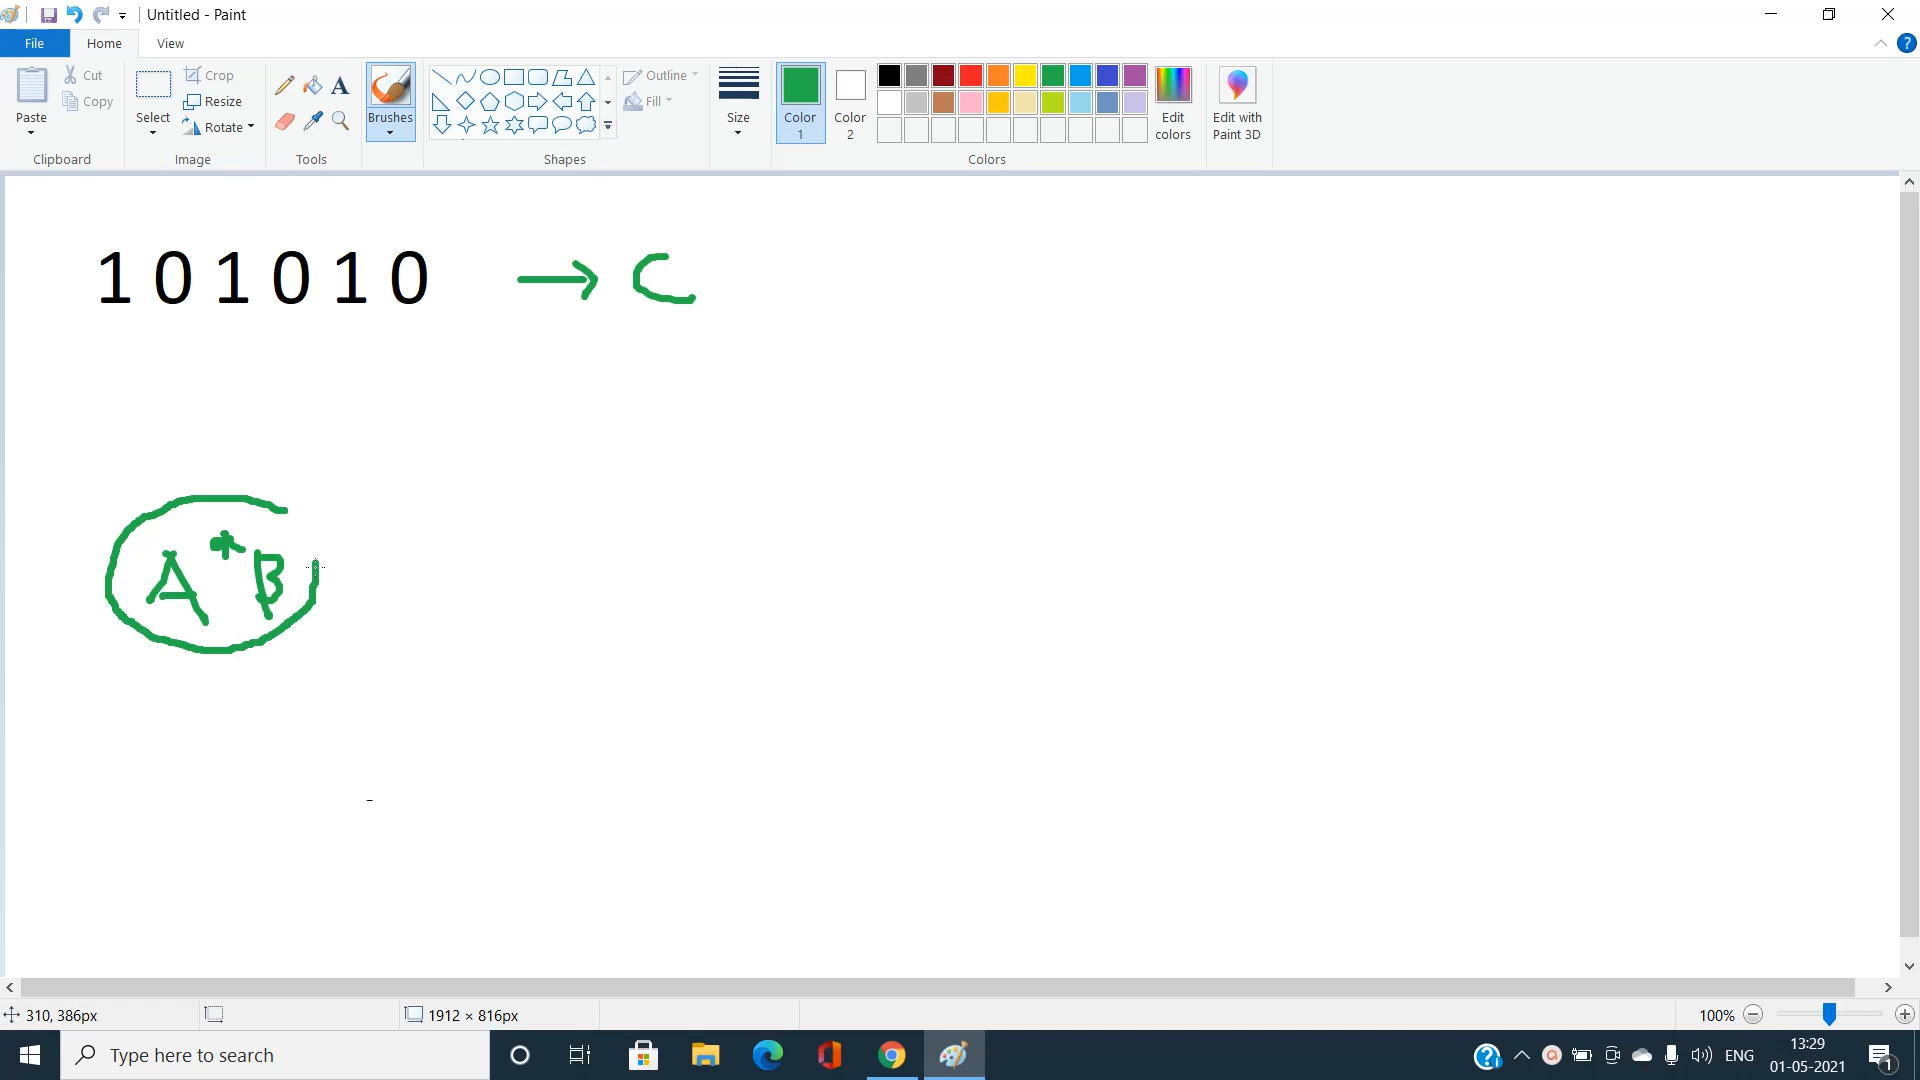 Untitled - Paint
File Home View ?
Paste Cut Copy Clipboard
Select Crop Resize Rotate Image
A Tools
Brushes
Outline Fill Shapes
Size
Color 1 Color 2 Edit colors Colors
Edit with Paint 3D
1 0 1 0 1 0 → C
A * B
-
310, 386px 1912 × 816px 100%
Type here to search ENG 13:29
01-05-2021 1